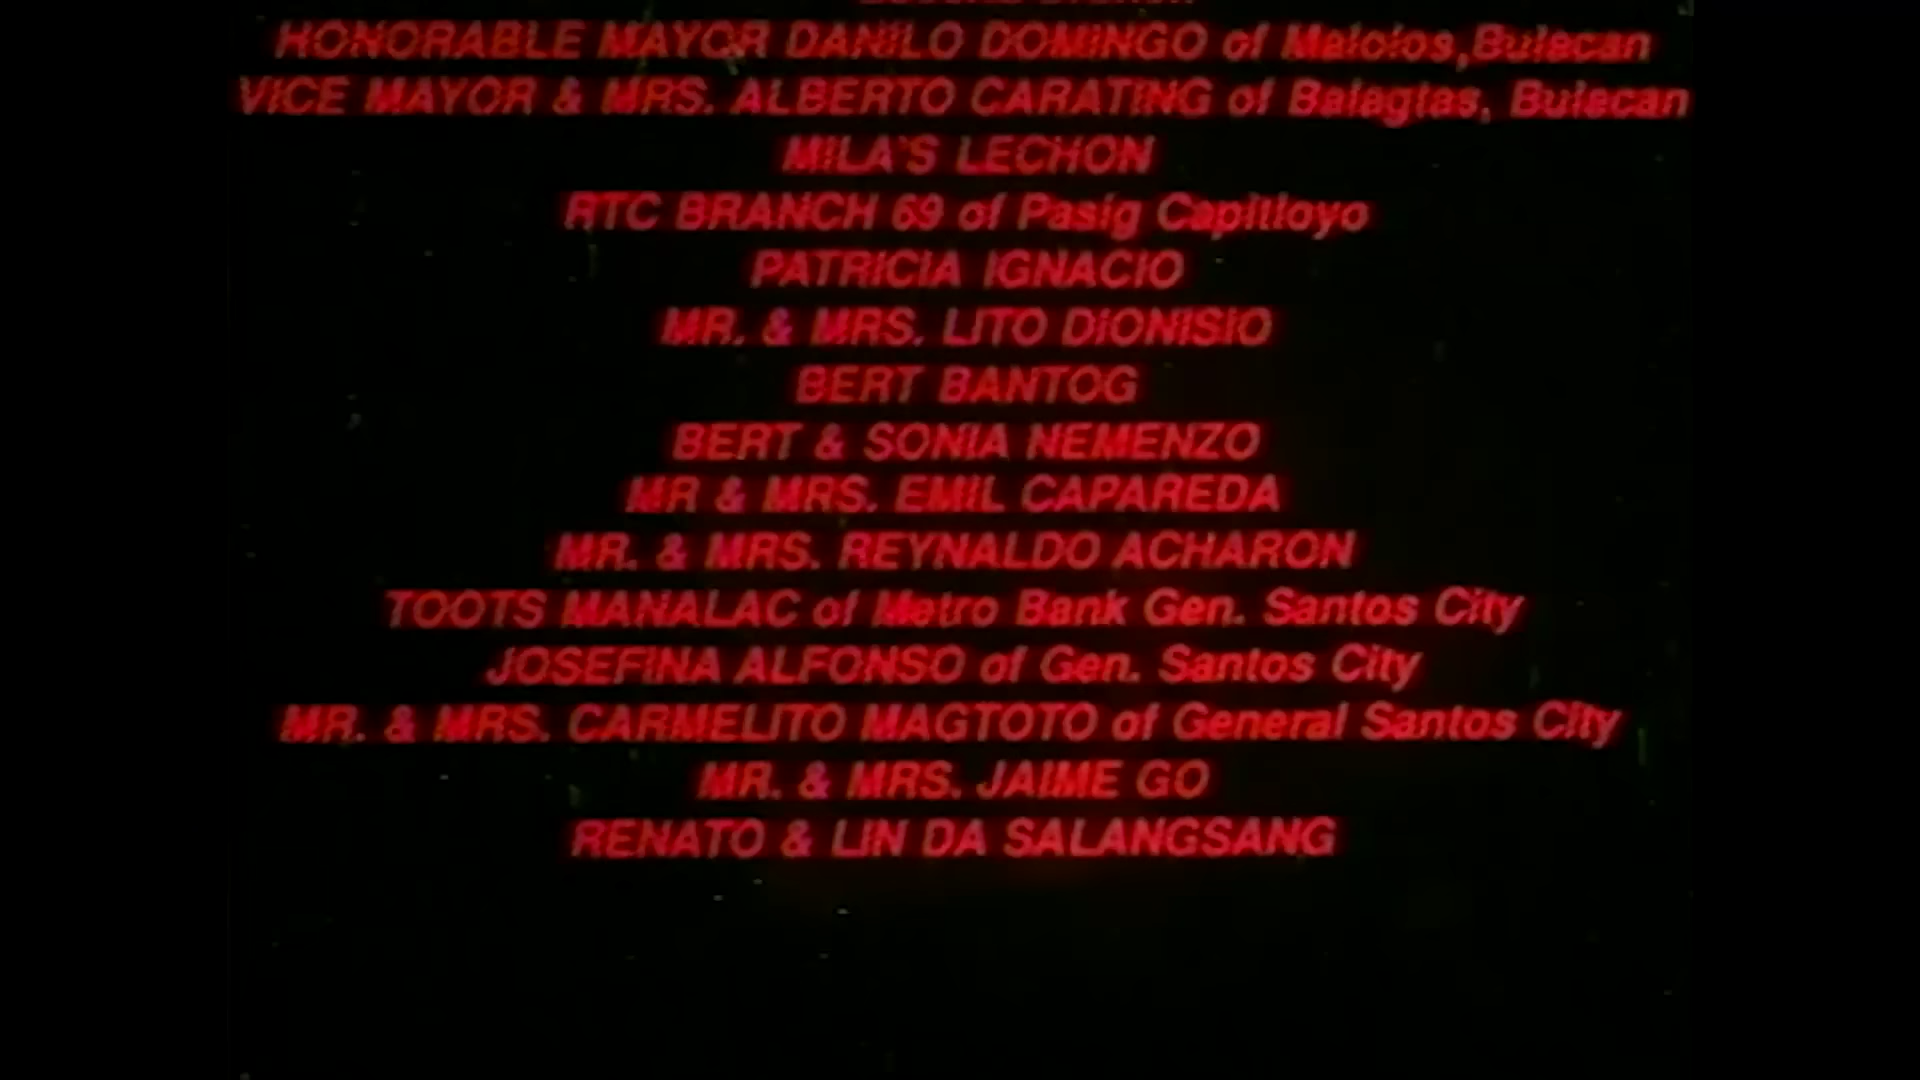 HONORABLE MAYOR DANILO DOMINGO of Malolos,Bulacan
VICE MAYOR & MRS. ALBERTO CARATING of Balagtas, Bulacan
MILA'S LECHON
RTC BRANCH 69 of Pasig Capitloyo
PATRICIA IGNACIO
MR. & MRS. LITO DIONISIO
BERT BANTOG
BERT & SONIA NEMENZO
MR & MRS. EMIL CAPAREDA
MR. & MRS. REYNALDO ACHARON
TOOTS MANALAC of Metro Bank Gen. Santos City
JOSEFINA ALFONSO of Gen. Santos City
MR. & MRS. CARMELITO MAGTOTO of General Santos City
MR. & MRS. JAIME GO
RENATO & LIN DA SALANGSANG